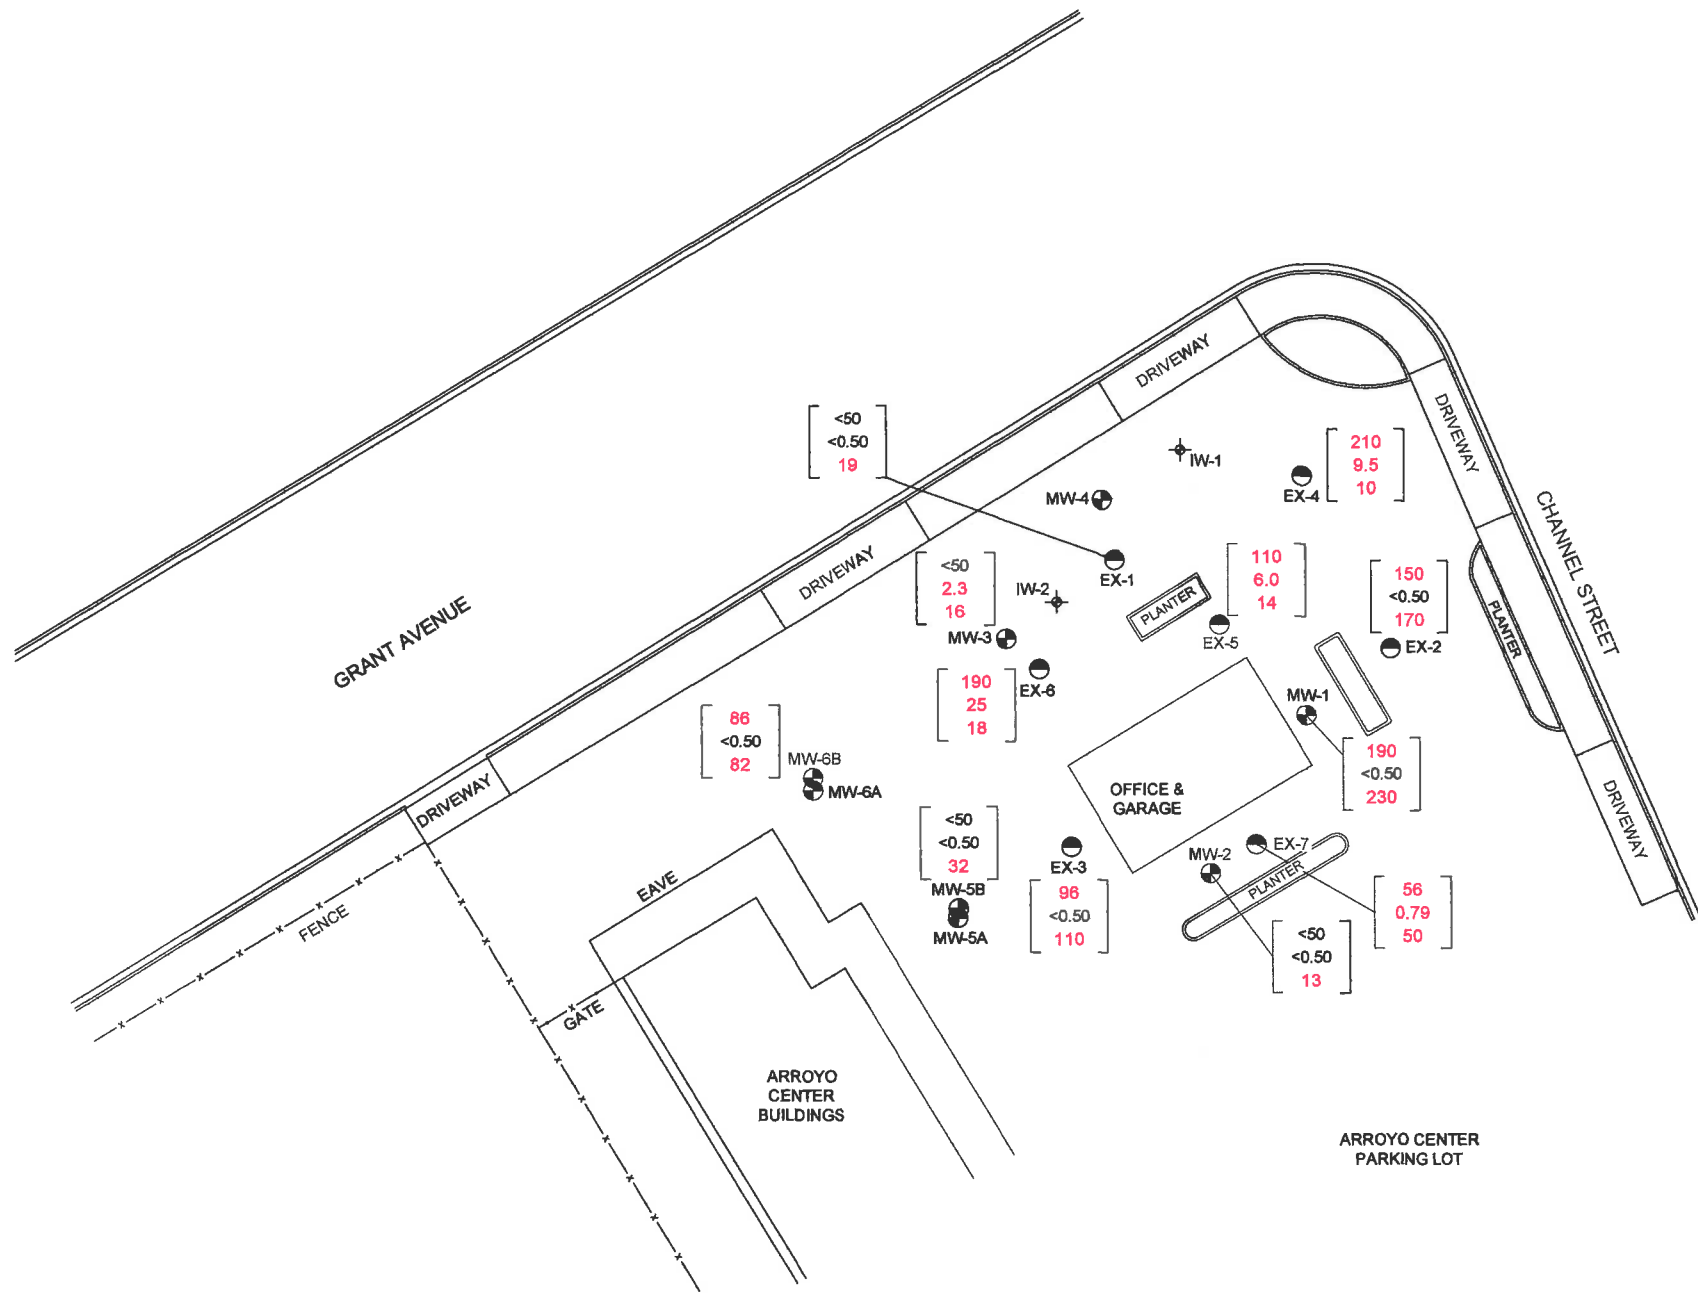 DRIVEWAY
DRIVEWAY
<50
<0.50
19
210
9.5
10
IW-1
EX-4
MW-4
CHANNEL STREET
EX-1
DRIVEWAY
<50
2.3
16
IW-2
PLANTER
110
6.0
14
150
<0.50
170
PLANTER
GRANT AVENUE
MW-3
EX-5
EX-2
190
25
18
EX-6
MW-1
86
<0.50
82
MW-6B
MW-6A
190
<0.50
230
OFFICE &
GARAGE
DRIVEWAY
DRIVEWAY
<50
<0.50
32
EX-3
MW-2
EX-7
PLANTER
EAVE
MW-5B
MW-5A
96
<0.50
110
56
0.79
50
<50
<0.50
13
FENCE
GATE
ARROYO
CENTER
BUILDINGS
ARROYO CENTER
PARKING LOT